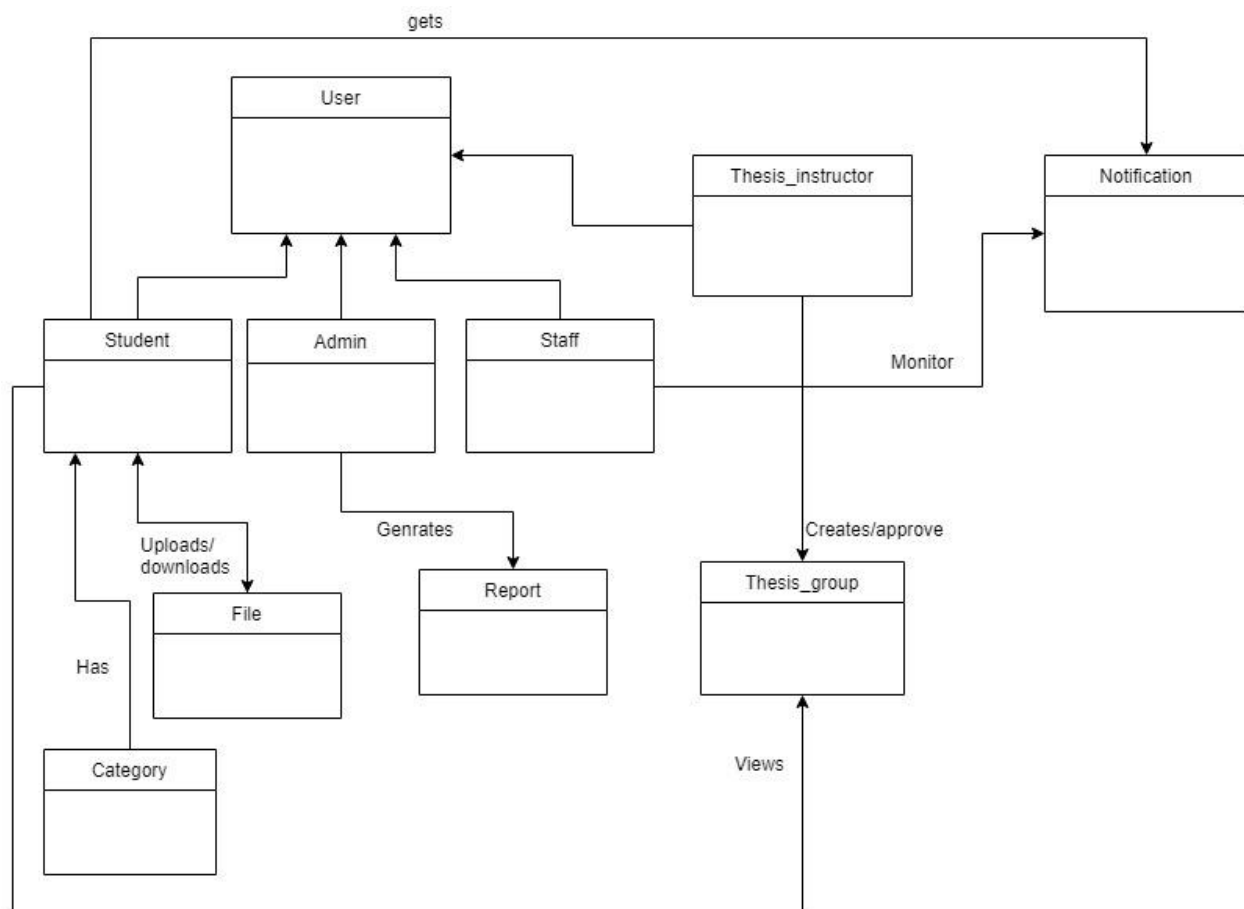 gets
User
Thesis_instructor
Notification
Student
Admin
Staff
Monitor
Genrates
Uploads/
downloads
Creates/approve
File
Report
Thesis_group
Has
Category
Views